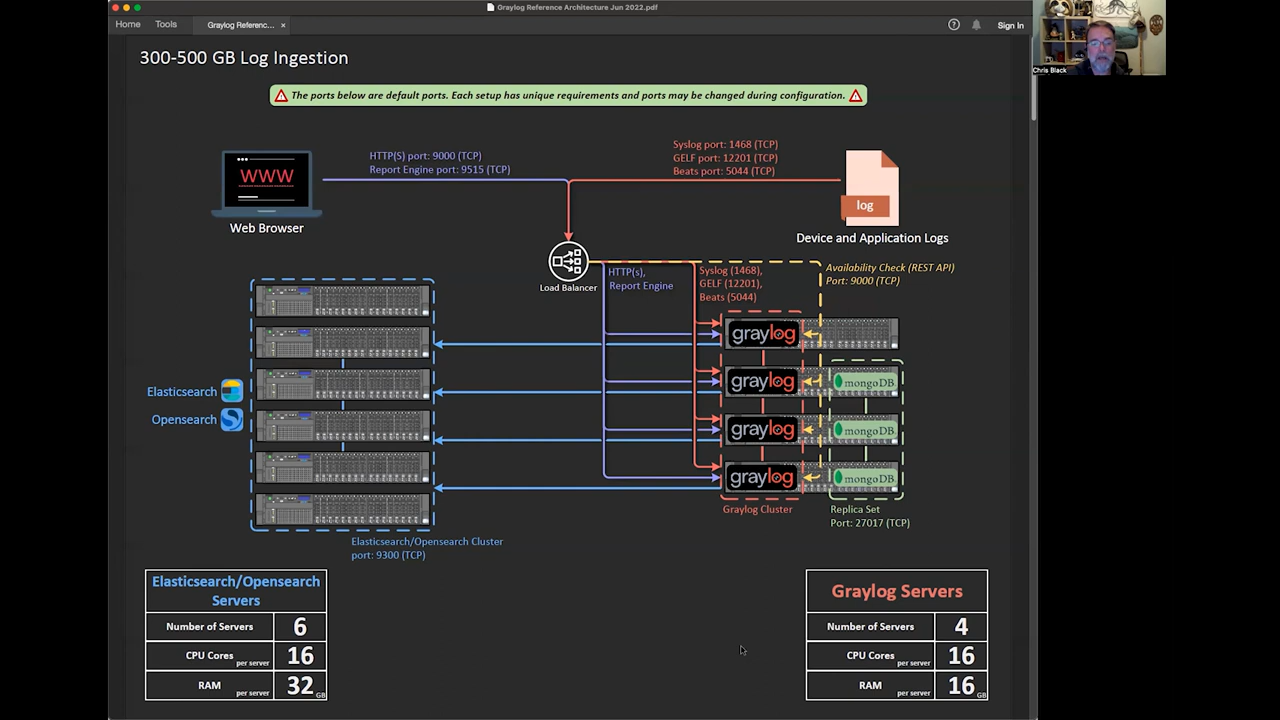 Graylog Reference Architecture Jun 2022.pdf
Home
Tools
Graylog Referenc...
×
Sign In
Chris Black
300-500 GB Log Ingestion
The ports below are default ports. Each setup has unique requirements and ports may be changed during configuration.
HTTP(S) port: 9000 (TCP)
Report Engine port: 9515 (TCP)
Syslog port: 1468 (TCP)
GELF port: 12201 (TCP)
Beats port: 5044 (TCP)
WWW
Web Browser
log
Device and Application Logs
Load Balancer
HTTP(s),
Report Engine
Syslog (1468),
GELF (12201),
Beats (5044)
Availability Check (REST API)
Port: 9000 (TCP)
graylog
graylog
mongoDB
graylog
mongoDB
graylog
mongoDB
Elasticsearch
Opensearch
Graylog Cluster
Replica Set
Port: 27017 (TCP)
Elasticsearch/Opensearch Cluster
port: 9300 (TCP)
Elasticsearch/Opensearch
Servers
Number of Servers 6
CPU Cores per server 16
RAM per server 32 GB
Graylog Servers
Number of Servers 4
CPU Cores per server 16
RAM per server 16 GB